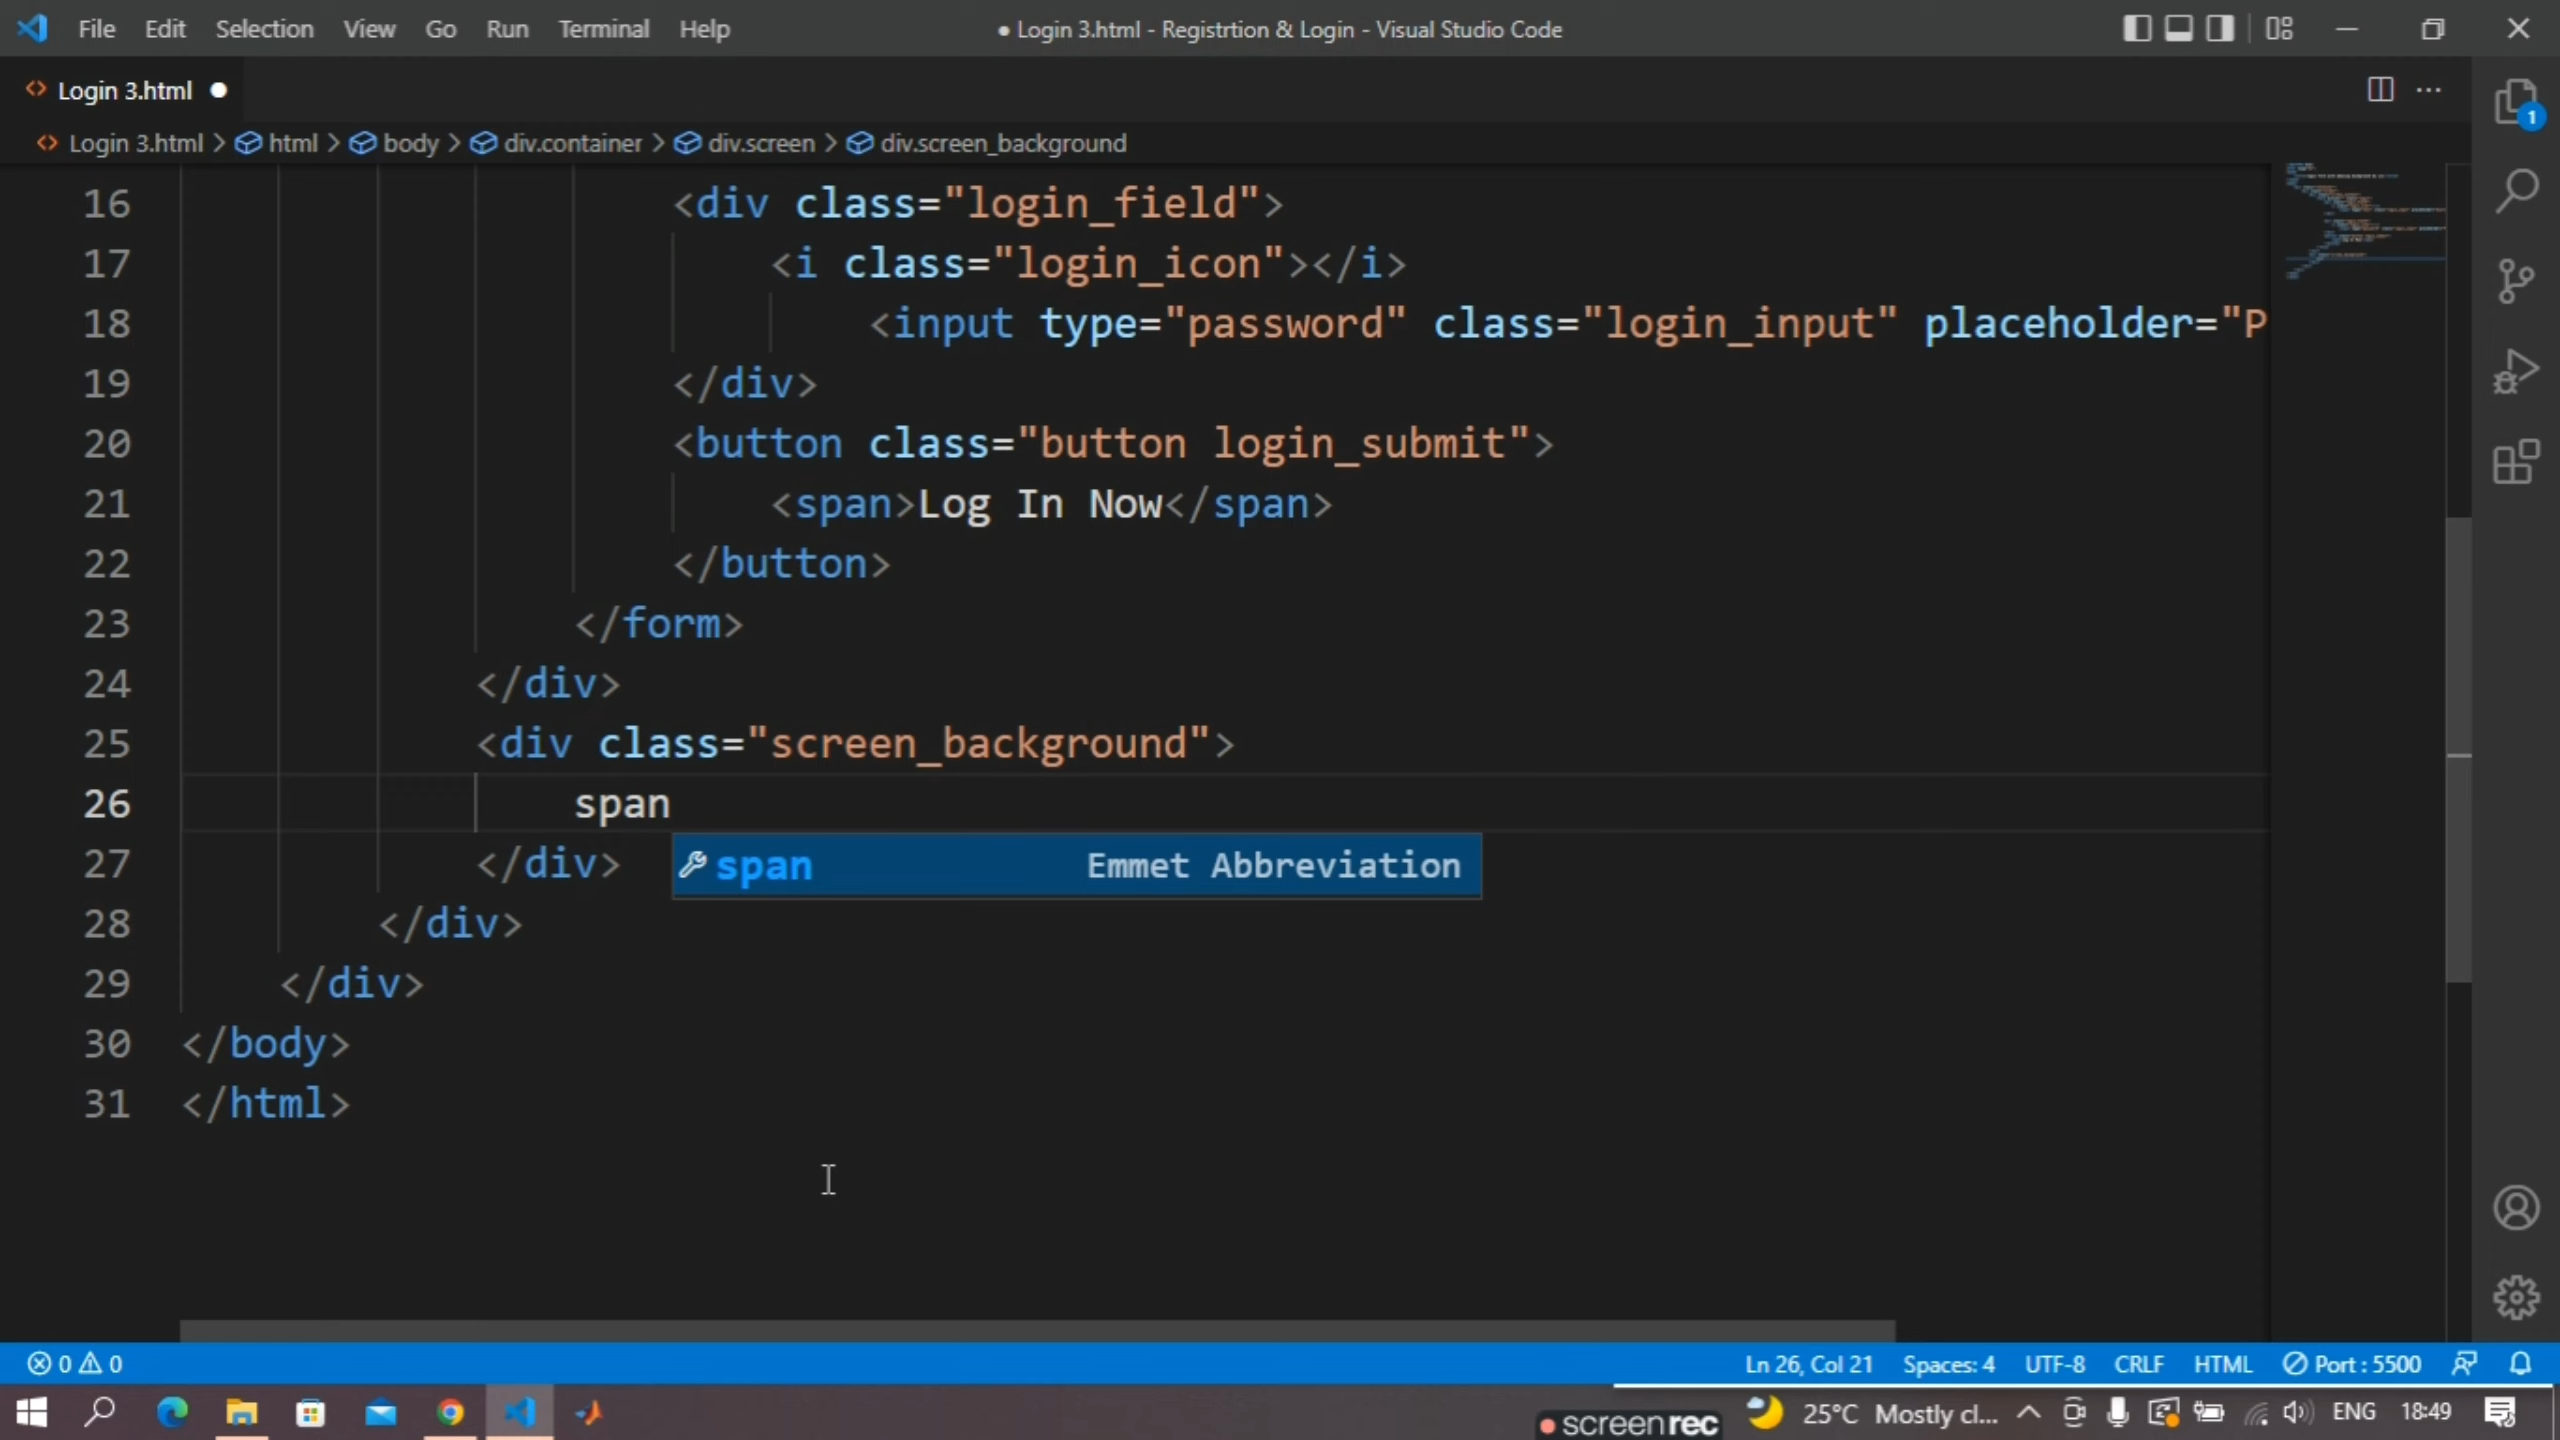 File Edit Selection View Go Run Terminal Help
● Login 3.html - Registrtion & Login - Visual Studio Code
Login 3.html
Login 3.html > html > body > div.container > div.screen > div.screen_background
1
16 <div class="login_field">
17 <i class="login_icon"></i>
18 <input type="password" class="login_input" placeholder="P
19 </div>
20 <button class="button login_submit">
21 <span>Log In Now</span>
22 </button>
23 </form>
24 </div>
25 <div class="screen_background">
26 span
span Emmet Abbreviation
27 </div>
28 </div>
29 </div>
30 </body>
31 </html>
0 0
Ln 26, Col 21 Spaces: 4 UTF-8 CRLF HTML Port : 5500
screenrec
25°C Mostly cl... ENG 18:49